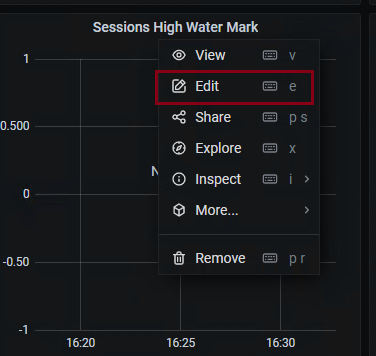 Sessions High Water Mark
1
0.500
0
-0.50
-1
N
View v
Edit e
Share p s
Explore x
Inspect i
More...
Remove p r
16:20 16:25 16:30